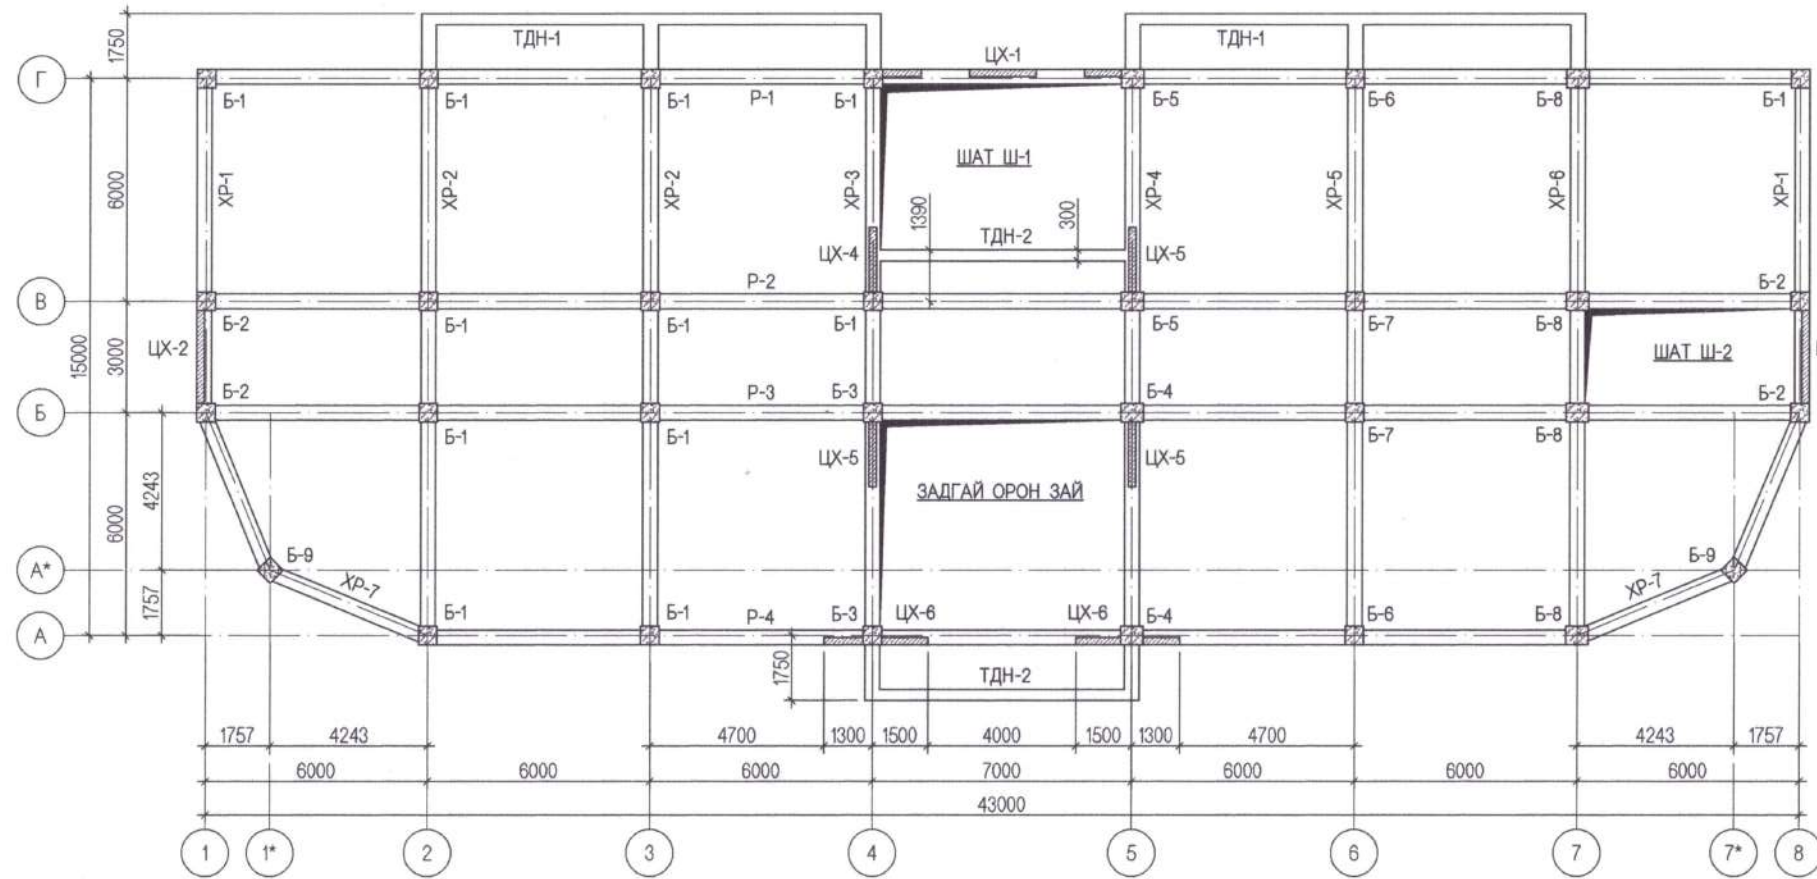 ТДН-1 ТДН-1
1750
ЦХ-1
Г
Б-1 Б-1 Б-1 Р-1 Б-1 Б-5 Б-6 Б-8 Б-1
ШАТ Ш-1
6000 ХР-1 ХР-2 ХР-2 ХР-3 ХР-4 ХР-5 ХР-6 ХР-1
1390 300
ТДН-2
ЦХ-4 ЦХ-5
Р-2 Б-2
В
Б-2 Б-1 Б-1 Б-1 Б-5 Б-7 Б-8
ЦХ-2 ШАТ Ш-2
15000 3000
Б-2 Р-3 Б-3 Б-4 Б-2
Б
Б-1 Б-1 Б-7 Б-8
ЦХ-5 ЦХ-5
4243 6000
ЗАДГАЙ ОРОН ЗАЙ
Б-9 Б-9
А*
ХР-7 ХР-7
1757
Б-1 Б-1 Р-4 Б-3 ЦХ-6 ЦХ-6 Б-4 Б-6 Б-8
А
1750
ТДН-2
1757 4243 4700 1300 1500 4000 1500 1300 4700 4243 1757
6000 6000 6000 7000 6000 6000 6000
43000
1 1* 2 3 4 5 6 7 7* 8